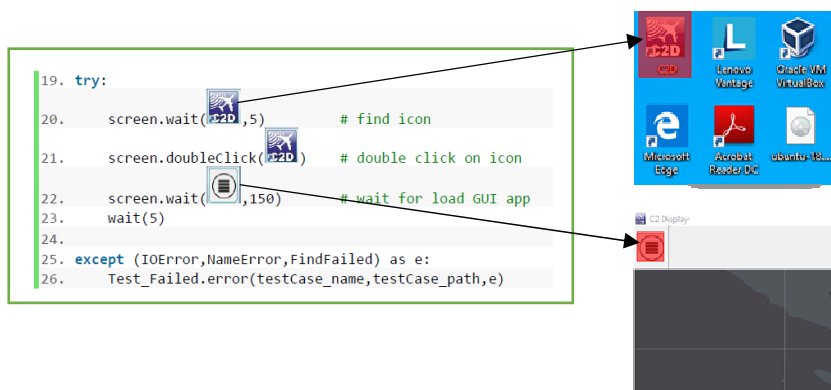 19. try:
20. screen.wait(C2D,5) # find icon
21. screen.doubleClick(C2D) # double click on icon
22. screen.wait(,150) # wait for load GUI app
23. wait(5)
24.
25. except (IOError,NameError,FindFailed) as e:
26. Test_Failed.error(testCase_name,testCase_path,e)
C2D
C2D
Lenovo Vantage
Oracle VM VirtualBox
Microsoft Edge
Acrobat Reader DC
ubuntu-18....
C2 Display